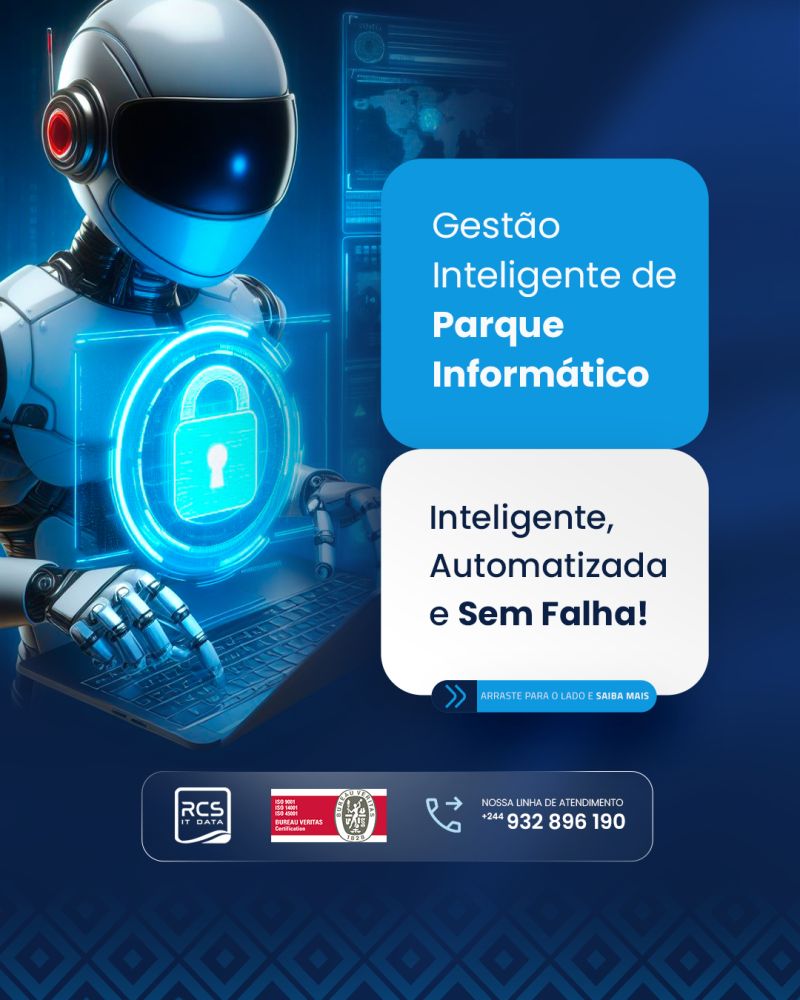 Gestão
Inteligente de
Parque
Informático
Inteligente,
Automatizada
e Sem Falha!
ARRASTE PARA O LADO E SAIBA MAIS
RCS
IT DATA
ISO 9001
ISO 14001
ISO 45001
BUREAU VERITAS
Certification
BUREAU VERITAS
1828
NOSSA LINHA DE ATENDIMENTO
+244 932 896 190